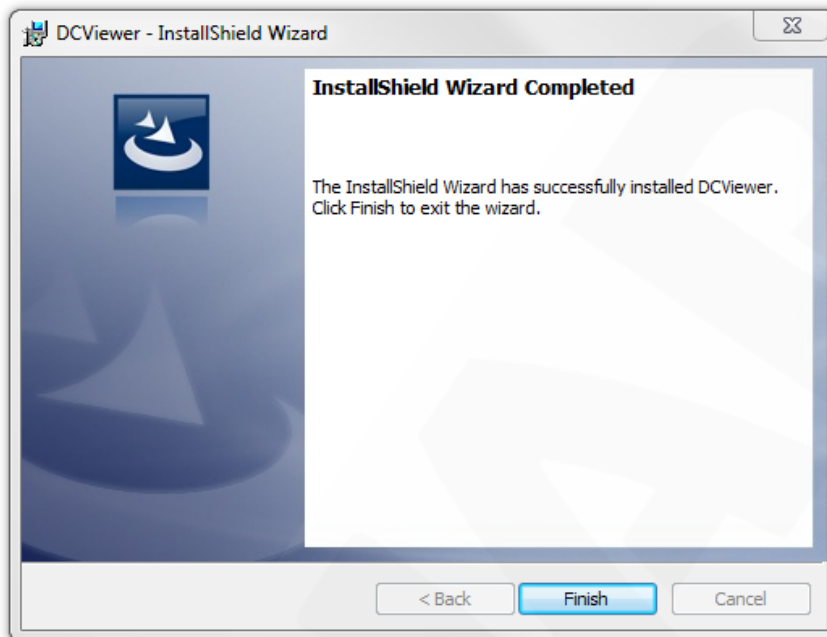 DCViewer - InstallShield Wizard
InstallShield Wizard Completed
The InstallShield Wizard has successfully installed DCViewer.
Click Finish to exit the wizard.
< Back
Finish
Cancel